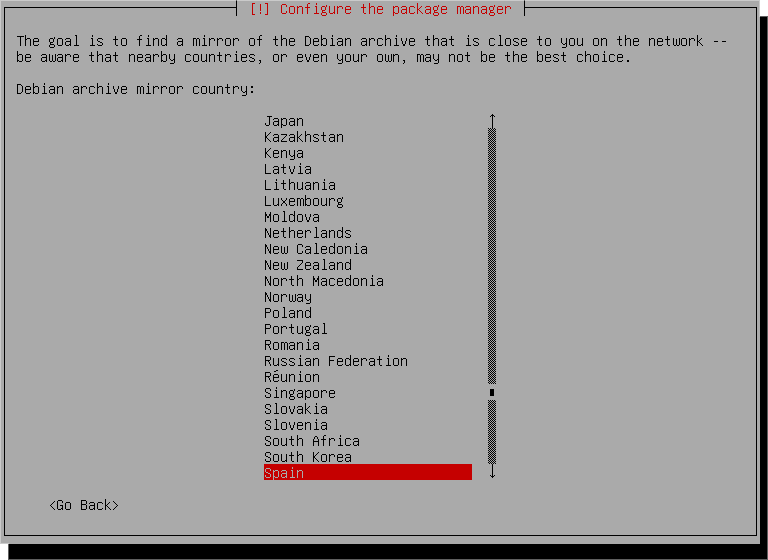 [!] Configure the package manager
The goal is to find a mirror of the Debian archive that is close to you on the network --
be aware that nearby countries, or even your own, may not be the best choice.
Debian archive mirror country:
Japan
Kazakhstan
Kenya
Latvia
Lithuania
Luxembourg
Moldova
Netherlands
New Caledonia
New Zealand
North Macedonia
Norway
Poland
Portugal
Romania
Russian Federation
Réunion
Singapore
Slovakia
Slovenia
South Africa
South Korea
Spain
<Go Back>